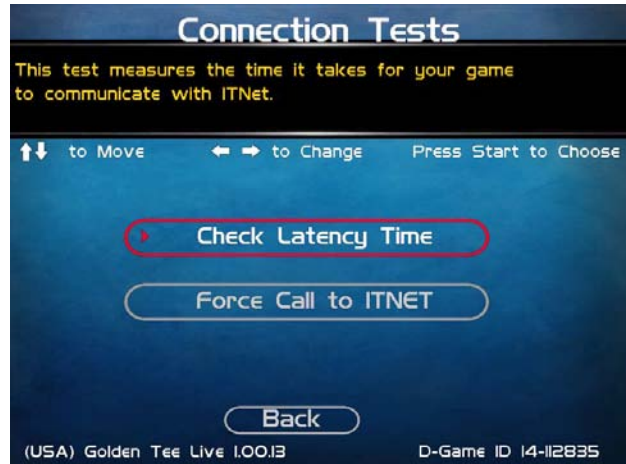 Connection Tests
This test measures the time it takes for your game
to communicate with ITNet.
to Move to Change Press Start to Choose
Check Latency Time
Force Call to ITNET
Back
(USA) Golden Tee Live 1.00.13 D-Game ID 14-112835